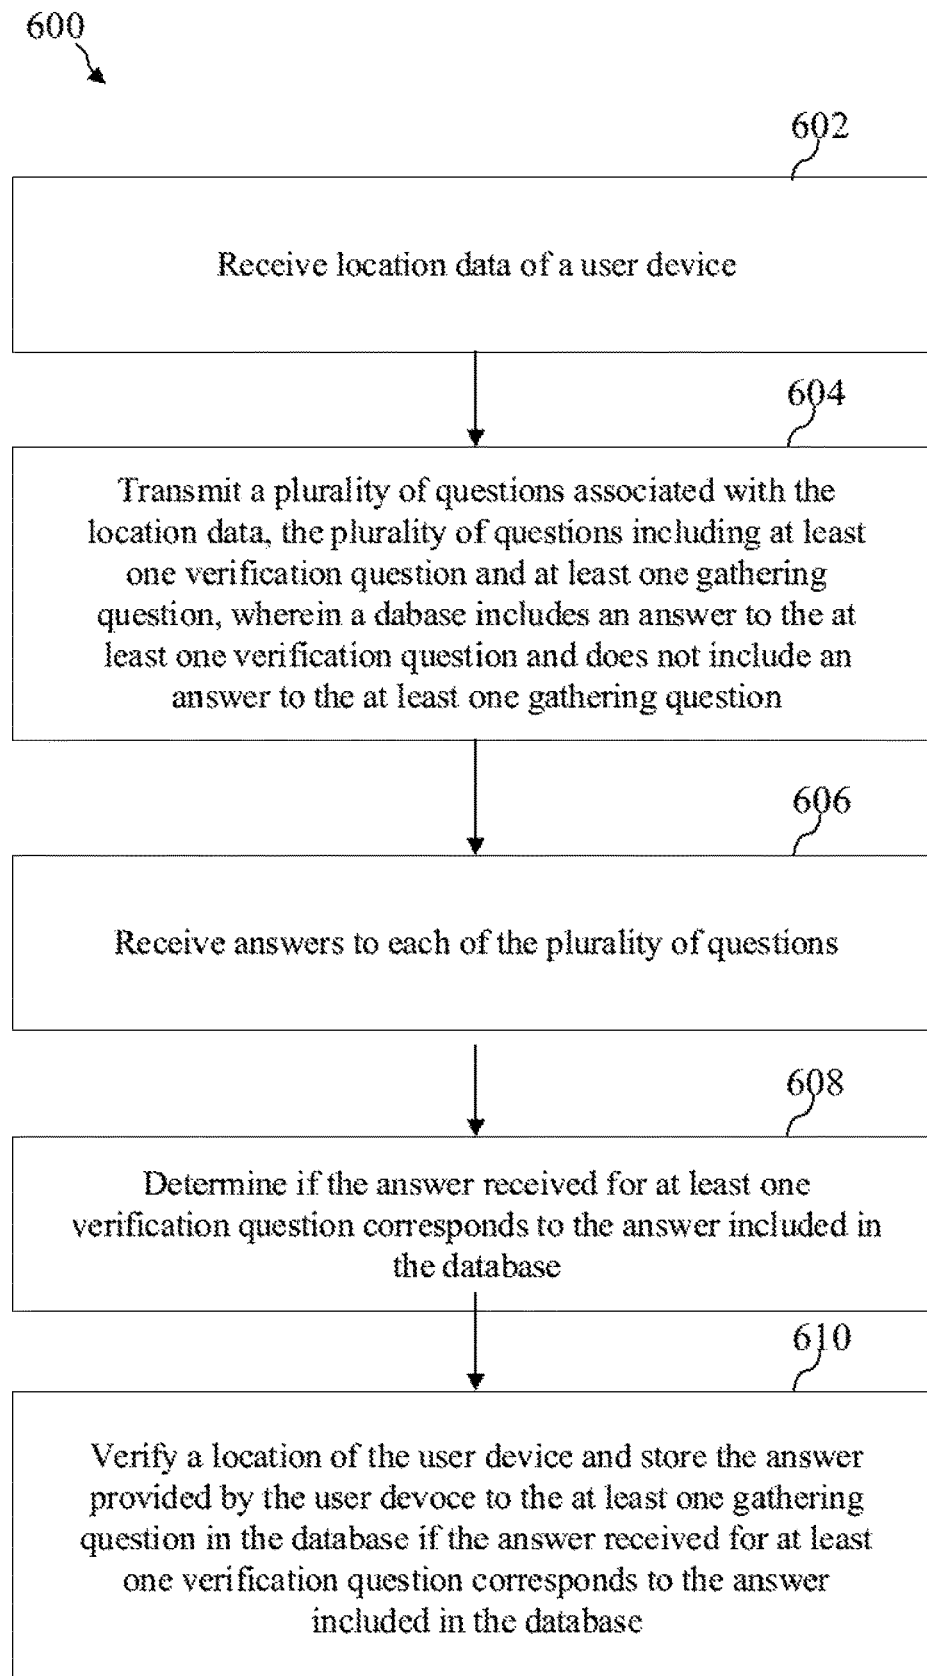 600
602
Receive location data of a user device
604
Transmit a plurality of questions associated with the
location data, the plurality of questions including at least
one verification question and at least one gathering
question, wherein a dabase includes an answer to the at
least one verification question and does not include an
answer to the at least one gathering question
606
Receive answers to each of the plurality of questions
608
Determine if the answer received for at least one
verification question corresponds to the answer included in
the database
610
Verify a location of the user device and store the answer
provided by the user devoce to the at least one gathering
question in the database if the answer received for at least
one verification question corresponds to the answer
included in the database